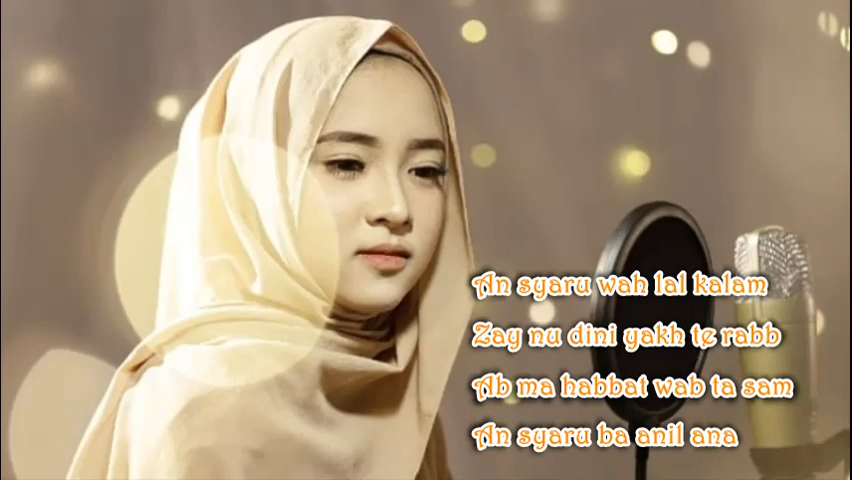 An syaru wah lal kalam
Zay nu dini yakh te rabb
Ab ma habbat wab ta sam
An syaru ba anil ana